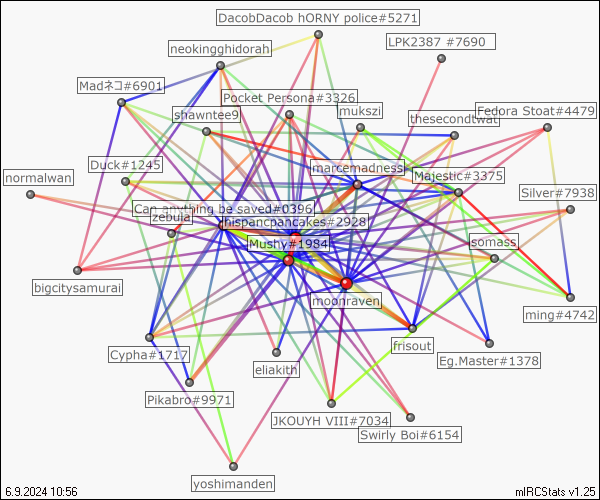 DacobDacob hORNY police#5271
LPK2387 #7690
neokingghidorah
Madネコ#6901
Pocket Persona#3326
shawntee9
mukszi
thesecondtwat
Fedora Stoat#4479
Duck#1245
marcemadness
Majestic#3375
normalwan
Silver#7938
Can anything be saved#0396
zebuia
hispancpancakes#2928
Mushy#1984
somass
bigcitysamurai
moonraven
ming#4742
Cypha#1717
frisout
Eg.Master#1378
eliakith
Pikabro#9971
JKOUYH VIII#7034
Swirly Boi#6154
yoshimanden
6.9.2024 10:56
mIRCStats v1.25